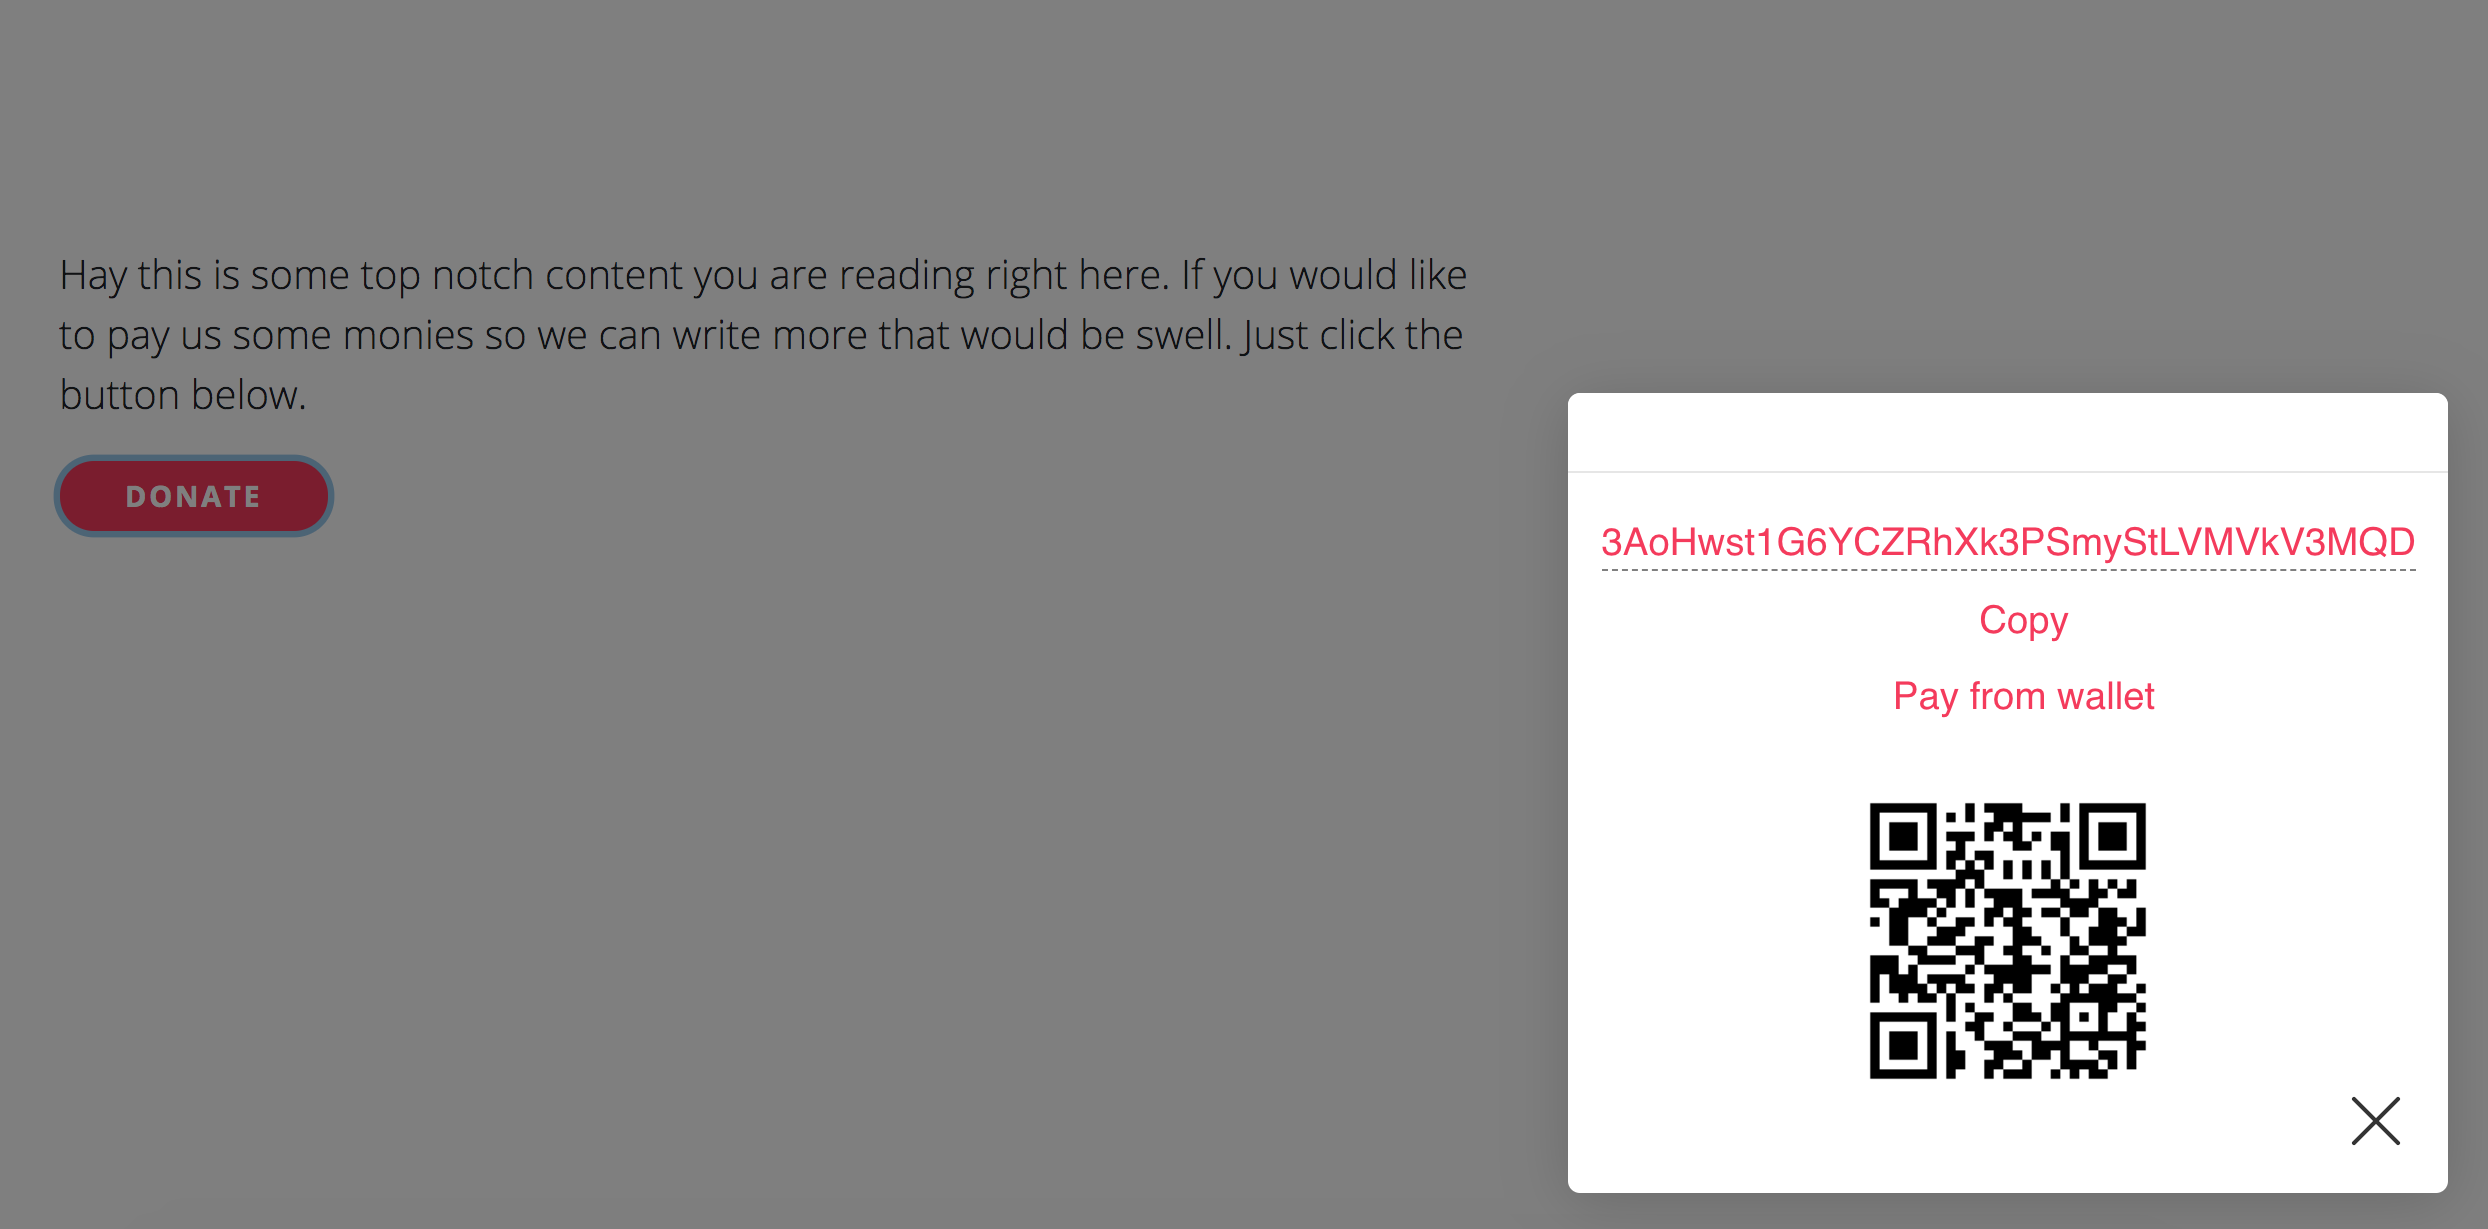 Hay this is some top notch content you are reading right here. If you would like
to pay us some monies so we can write more that would be swell. Just click the
button below.
DONATE
3AoHwst1G6YCZRhXk3PSmyStLVMVkV3MQD
Copy
Pay from wallet